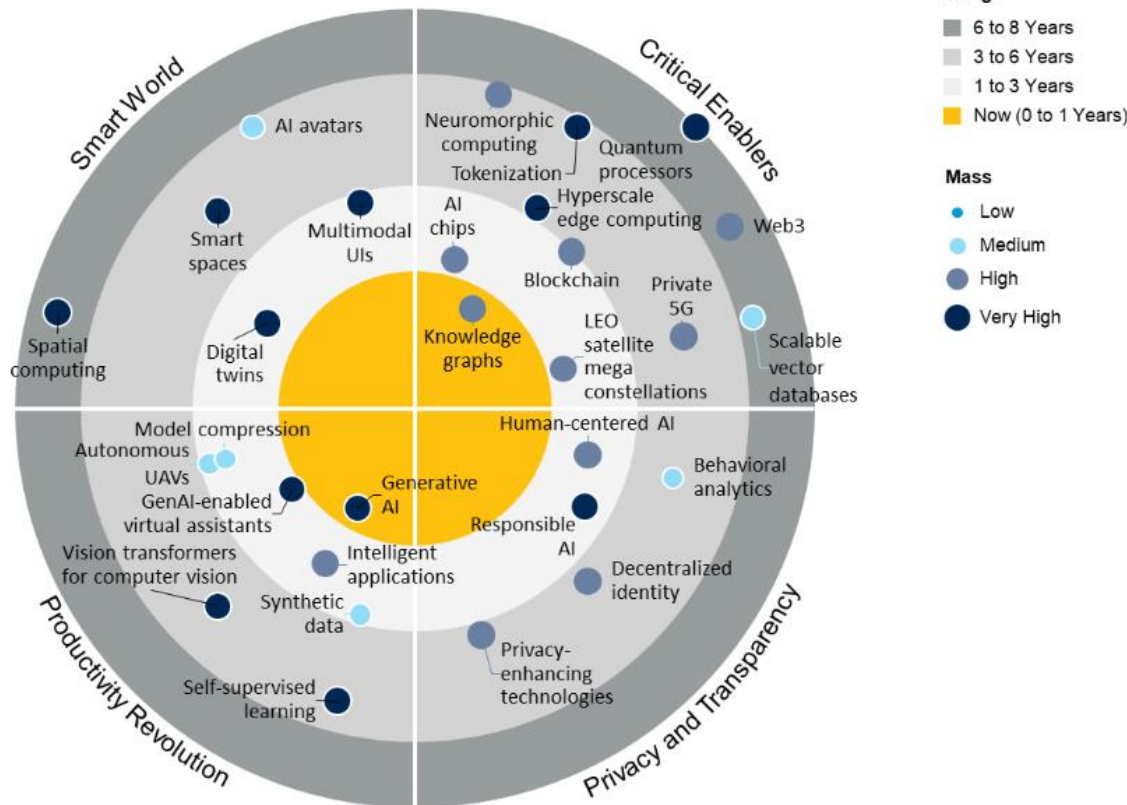 6 to 8 Years
3 to 6 Years
1 to 3 Years
Now (0 to 1 Years)
Mass
Low
Medium
High
Very High
Smart World
Critical Enablers
Productivity Revolution
Privacy and Transparency
AI avatars
Smart
spaces
Multimodal
UIs
Spatial
computing
Digital
twins
Neuromorphic
computing
Tokenization
Quantum
processors
AI
chips
Hyperscale
edge computing
Web3
Blockchain
Private
5G
Knowledge
graphs
LEO
satellite
mega
constellations
Scalable
vector
databases
Model compression
Autonomous
UAVs
GenAI-enabled
virtual assistants
Generative
AI
Vision transformers
for computer vision
Intelligent
applications
Synthetic
data
Self-supervised
learning
Human-centered AI
Behavioral
analytics
Responsible
AI
Decentralized
identity
Privacy-
enhancing
technologies